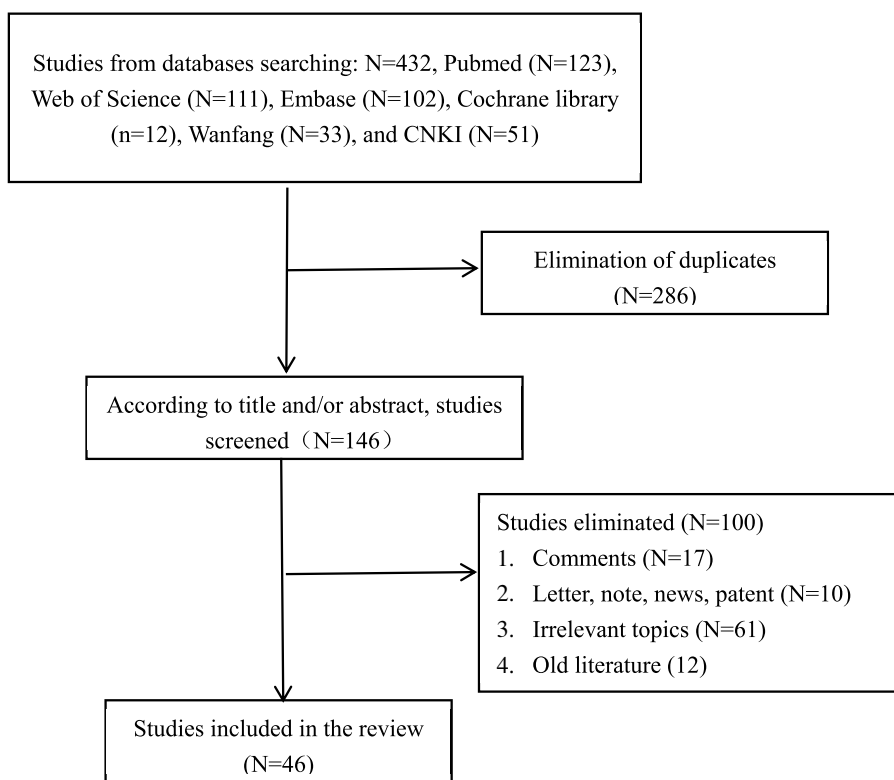 Studies from databases searching: N=432, Pubmed (N=123),
Web of Science (N=111), Embase (N=102), Cochrane library
(n=12), Wanfang (N=33), and CNKI (N=51)
Elimination of duplicates
(N=286)
According to title and/or abstract, studies
screened（N=146）
Studies eliminated (N=100)
1. Comments (N=17)
2. Letter, note, news, patent (N=10)
3. Irrelevant topics (N=61)
4. Old literature (12)
Studies included in the review
(N=46)